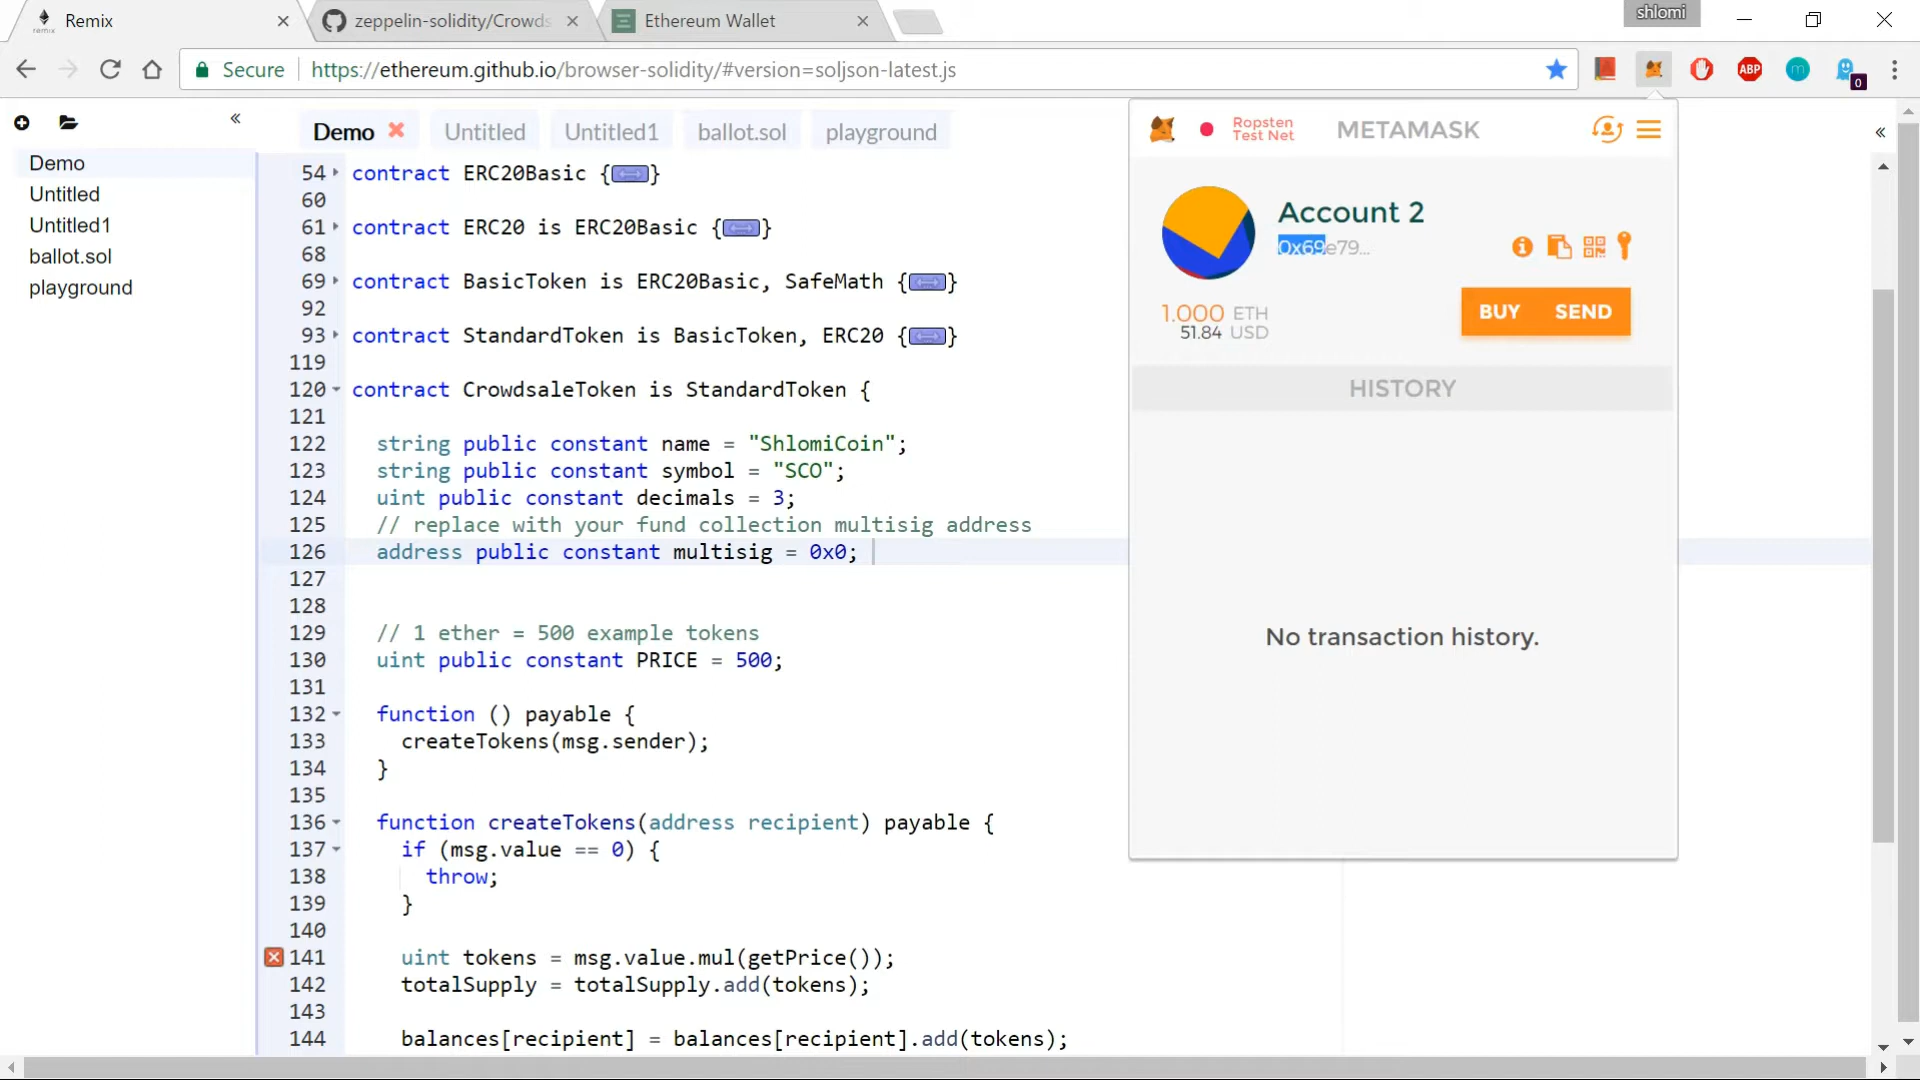 Remix
zeppelin-solidity/Crowds
Ethereum Wallet
shlomi
Secure
https://ethereum.github.io/browser-solidity/#version=soljson-latest.js
ABP
m
0
«
Demo
Untitled
Untitled1
ballot.sol
playground
«
Demo
Untitled
Untitled1
ballot.sol
playground
54 contract ERC20Basic {}
60
61 contract ERC20 is ERC20Basic {}
68
69 contract BasicToken is ERC20Basic, SafeMath {}
92
93 contract StandardToken is BasicToken, ERC20 {}
119
120 contract CrowdsaleToken is StandardToken {
121
122 string public constant name = "ShlomiCoin";
123 string public constant symbol = "SCO";
124 uint public constant decimals = 3;
125 // replace with your fund collection multisig address
126 address public constant multisig = 0x0;
127
128
129 // 1 ether = 500 example tokens
130 uint public constant PRICE = 500;
131
132 function () payable {
133 createTokens(msg.sender);
134 }
135
136 function createTokens(address recipient) payable {
137 if (msg.value == 0) {
138 throw;
139 }
140
141 uint tokens = msg.value.mul(getPrice());
142 totalSupply = totalSupply.add(tokens);
143
144 balances[recipient] = balances[recipient].add(tokens);
Ropsten
Test Net
METAMASK
Account 2
0x69e79...
1.000 ETH
51.84 USD
BUY
SEND
HISTORY
No transaction history.